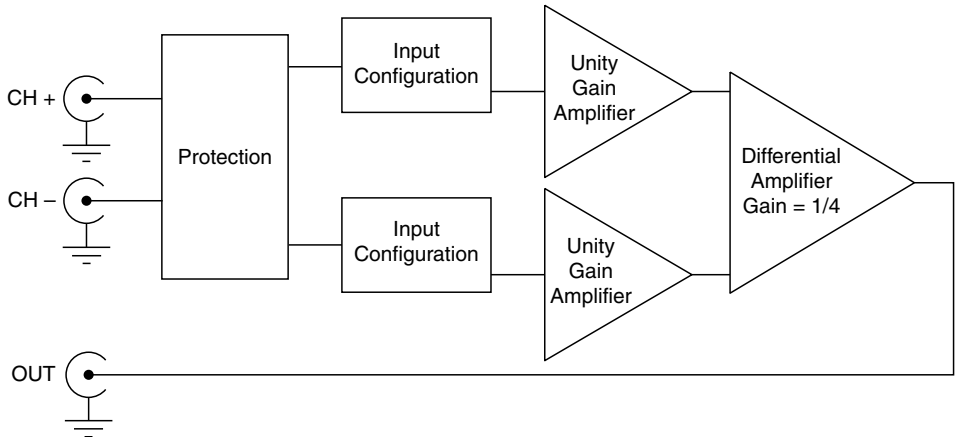 CH +
CH −
OUT
Protection
Input
Configuration
Input
Configuration
Unity
Gain
Amplifier
Unity
Gain
Amplifier
Differential
Amplifier
Gain = 1/4